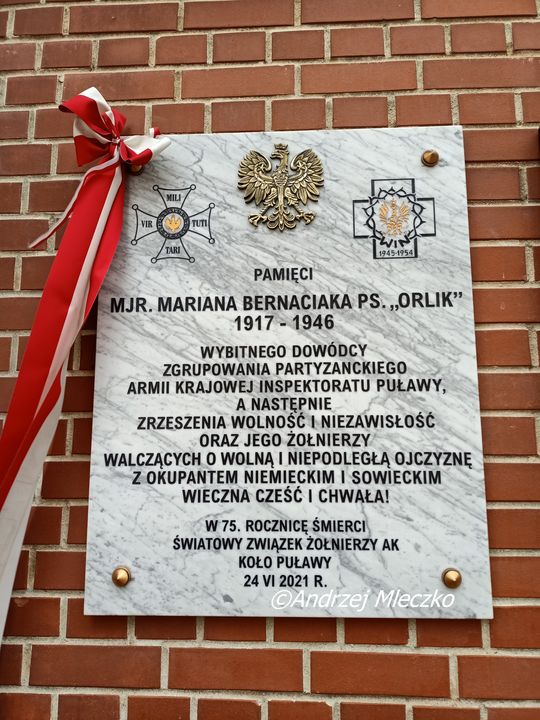 MILI
VIR TUTI
TARI
1945-1954
PAMIĘCI
MJR. MARIANA BERNACIAKA PS. „ORLIK”
1917 - 1946
WYBITNEGO DOWÓDCY
ZGRUPOWANIA PARTYZANCKIEGO
ARMII KRAJOWEJ INSPEKTORATU PUŁAWY,
A NASTĘPNIE
ZRZESZENIA WOLNOŚĆ I NIEZAWISŁOŚĆ
ORAZ JEGO ŻOŁNIERZY
WALCZĄCYCH O WOLNĄ I NIEPODLEGŁĄ OJCZYZNĘ
Z OKUPANTEM NIEMIECKIM I SOWIECKIM
WIECZNA CZEŚĆ I CHWAŁA!
W 75. ROCZNICĘ ŚMIERCI
ŚWIATOWY ZWIĄZEK ŻOŁNIERZY AK
KOŁO PUŁAWY
24 VI 2021 R.
©Andrzej Mleczko